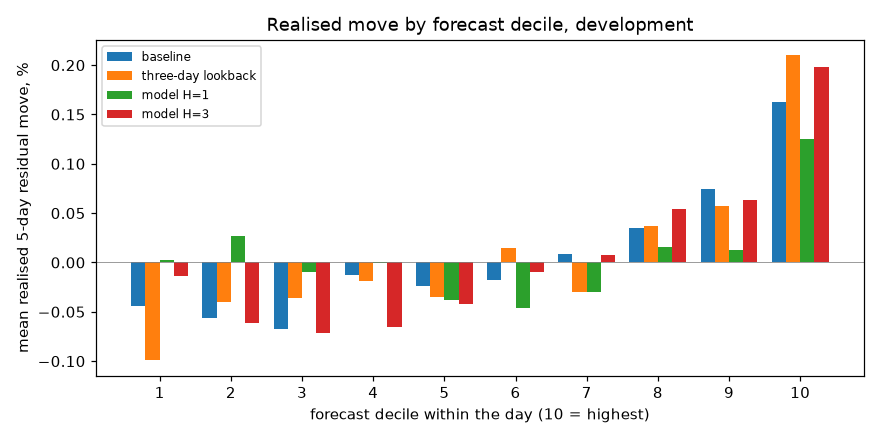 Realised move by forecast decile, development
mean realised 5-day residual move, %
0.20
0.15
0.10
0.05
0.00
−0.05
−0.10
baseline
three-day lookback
model H=1
model H=3
1 2 3 4 5 6 7 8 9 10
forecast decile within the day (10 = highest)